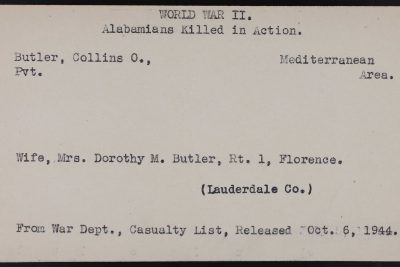 WORLD WAR II.
Alabamians Killed in Action.
Butler, Collins O., Mediterranean
Pvt. Area.
Wife, Mrs. Dorothy M. Butler, Rt. 1, Florence.
(Lauderdale Co.)
From War Dept., Casualty List, Released Oct. 6, 1944.